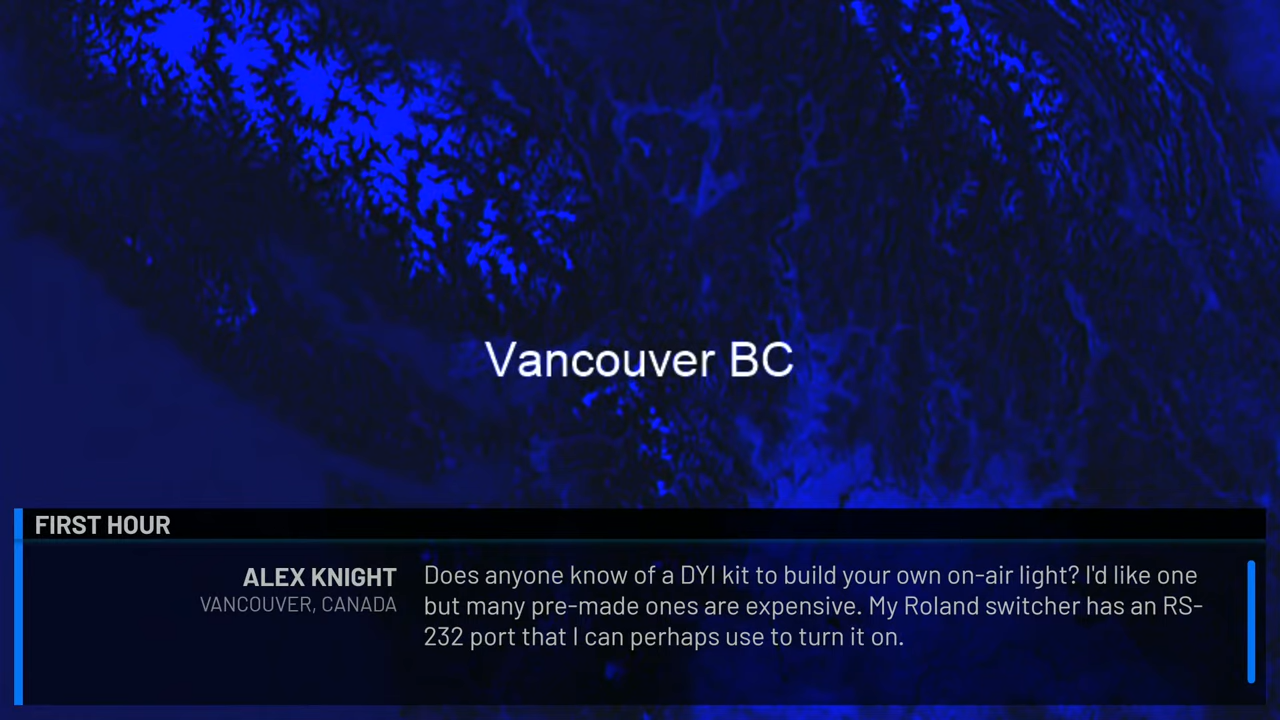 Vancouver BC
FIRST HOUR
ALEX KNIGHT
VANCOUVER, CANADA
Does anyone know of a DYI kit to build your own on-air light? I'd like one
but many pre-made ones are expensive. My Roland switcher has an RS-
232 port that I can perhaps use to turn it on.